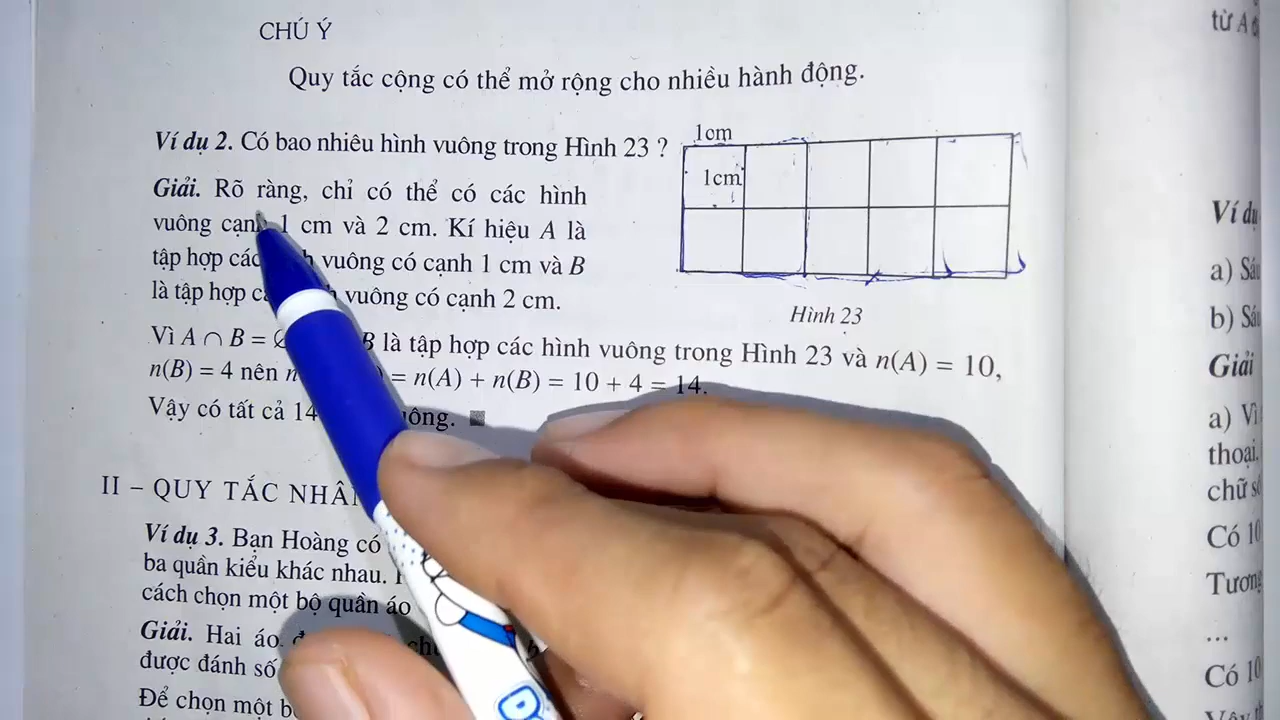 CHÚ Ý
từ A
Quy tắc cộng có thể mở rộng cho nhiều hành động.
Ví dụ 2. Có bao nhiêu hình vuông trong Hình 23 ?
Giải. Rõ ràng, chỉ có thể có các hình
vuông cạnh 1 cm và 2 cm. Kí hiệu A là
tập hợp các vuông có cạnh 1 cm và B
là tập hợp vuông có cạnh 2 cm.
1cm
1cm
Hình 23
Vì A ∩ B = B là tập hợp các hình vuông trong Hình 23 và n(A) = 10,
n(B) = 4 nên = n(A) + n(B) = 10 + 4 = 14.
Vậy có tất cả 14
II – QUY TẮC NHÂN
Ví dụ 3. Bạn Hoàng có
ba quần kiểu khác nhau.
cách chọn một bộ quần áo
Giải. Hai áo
được đánh số b
Để chọn một
Ví dụ
a)
b)
Giải
a) Vì
thoại.
chữ số
Có 10
Tương
...
Có 10